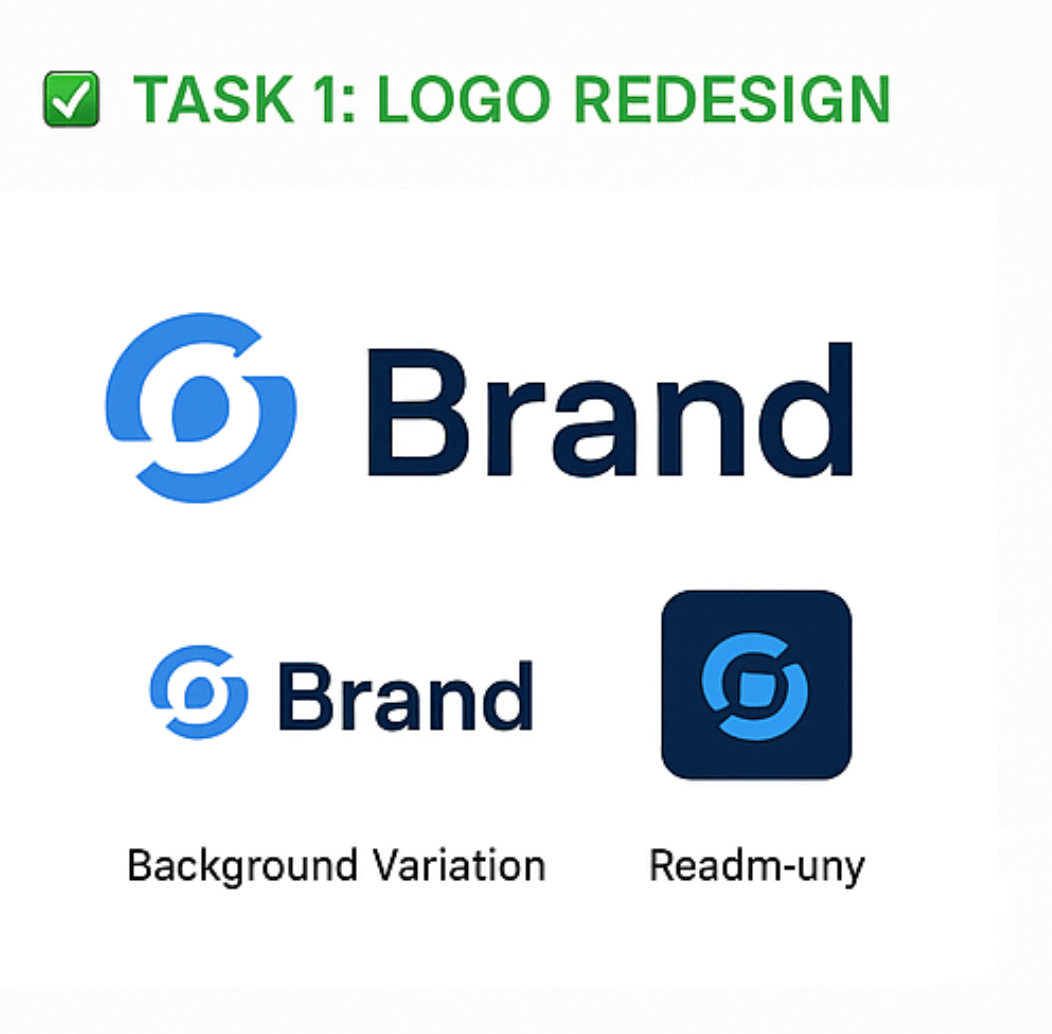 ✅ TASK 1: LOGO REDESIGN
Brand
Brand
Background Variation
Readm-uny